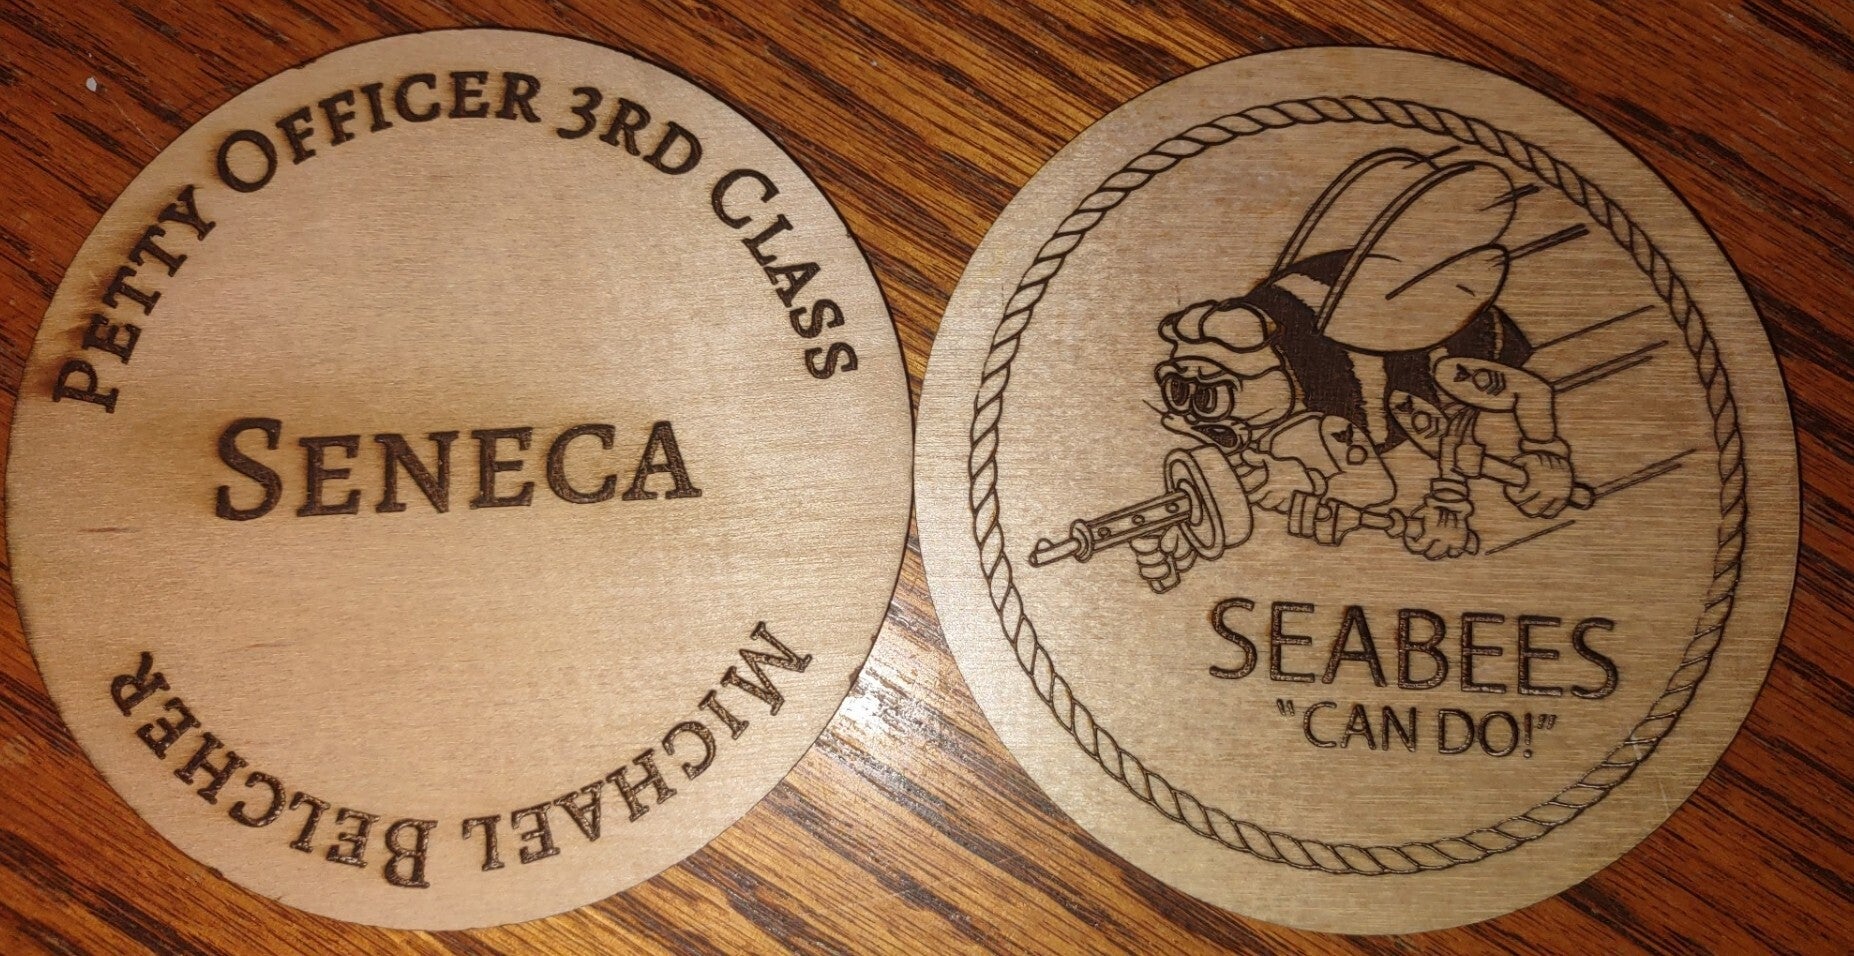 PETTY OFFICER 3RD CLASS
SENECA
MICHAEL BELCHER
SEABEES
"CAN DO!"